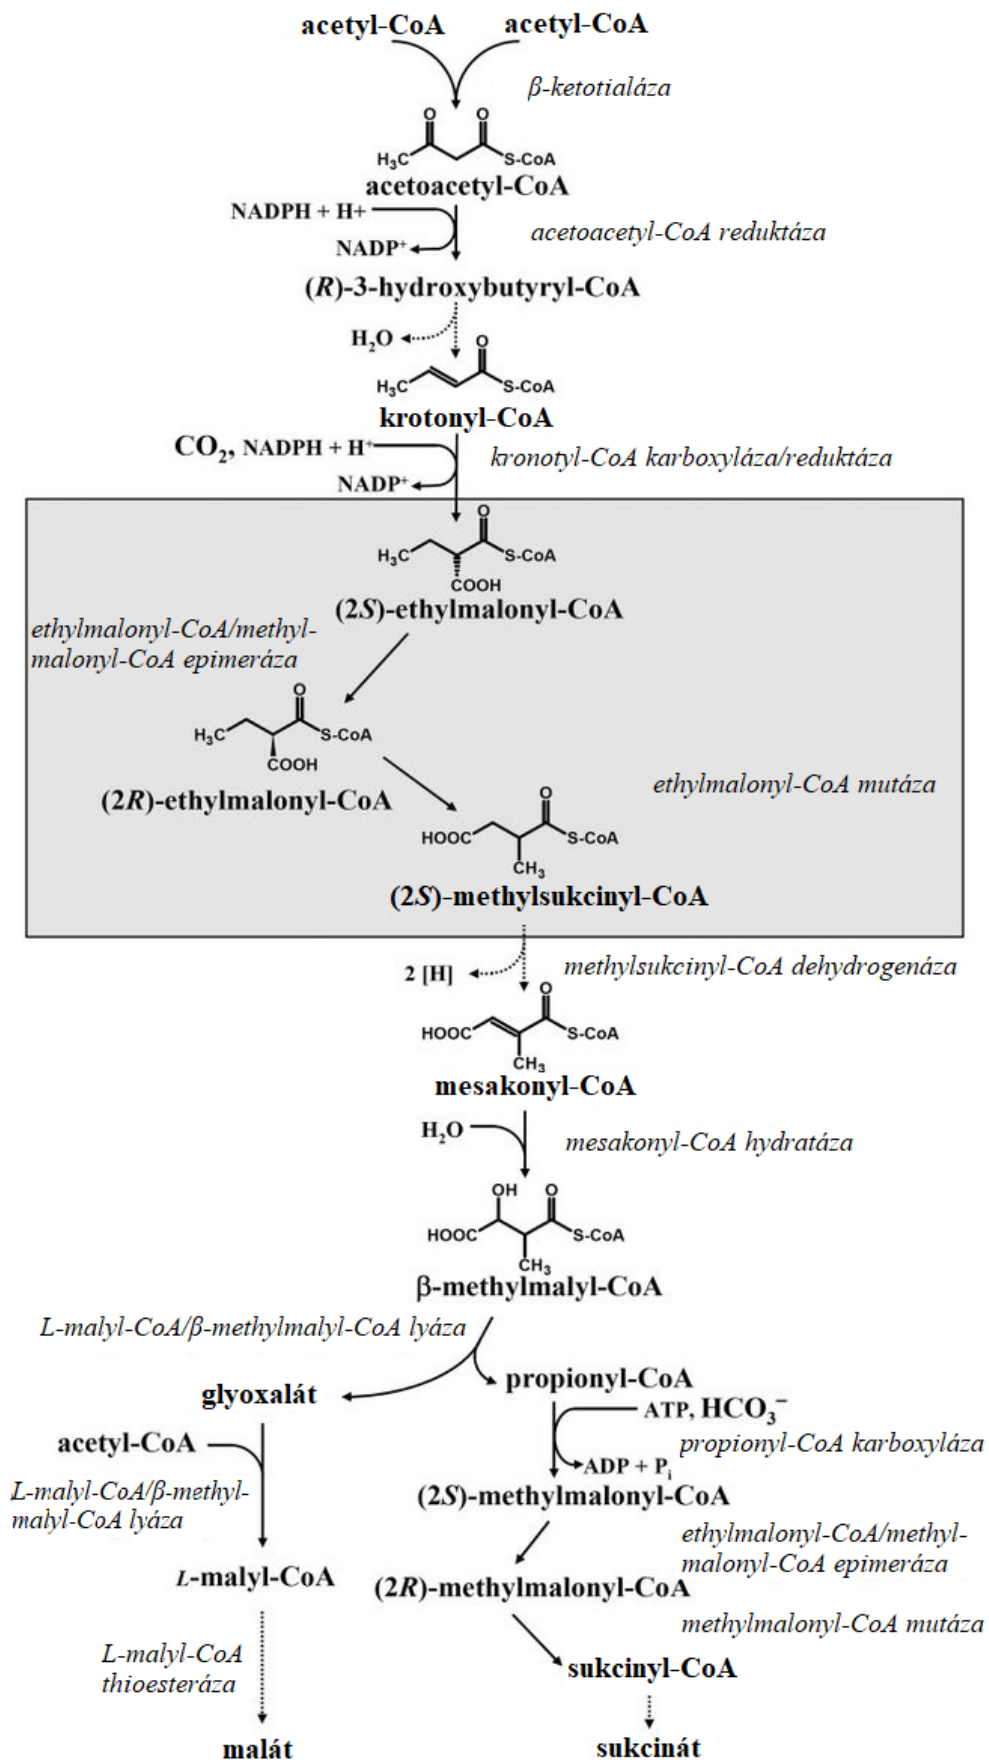 acetyl-CoA acetyl-CoA
β-ketotialáza
O O
H₃C S-CoA
acetoacetyl-CoA
NADPH + H+
acetoacetyl-CoA reduktáza
NADP⁺
(R)-3-hydroxybutyryl-CoA
H₂O
O
H₃C S-CoA
krotonyl-CoA
CO₂, NADPH + H⁺
kronotyl-CoA karboxyláza/reduktáza
NADP⁺
O
H₃C S-CoA
COOH
(2S)-ethylmalonyl-CoA
ethylmalonyl-CoA/methyl-
malonyl-CoA epimeráza
O
H₃C S-CoA
COOH
(2R)-ethylmalonyl-CoA
ethylmalonyl-CoA mutáza
O
HOOC S-CoA
CH₃
(2S)-methylsukcinyl-CoA
2 [H]
methylsukcinyl-CoA dehydrogenáza
O
HOOC S-CoA
CH₃
mesakonyl-CoA
H₂O
mesakonyl-CoA hydratáza
OH O
HOOC S-CoA
CH₃
β-methylmalyl-CoA
L-malyl-CoA/β-methylmalyl-CoA lyáza
glyoxalát
propionyl-CoA
ATP, HCO₃⁻
propionyl-CoA karboxyláza
ADP + Pᵢ
acetyl-CoA
L-malyl-CoA/β-methyl-
malyl-CoA lyáza
(2S)-methylmalonyl-CoA
ethylmalonyl-CoA/methyl-
malonyl-CoA epimeráza
L-malyl-CoA
(2R)-methylmalonyl-CoA
methylmalonyl-CoA mutáza
L-malyl-CoA
thioesteráza
sukcinyl-CoA
malát
sukcinát